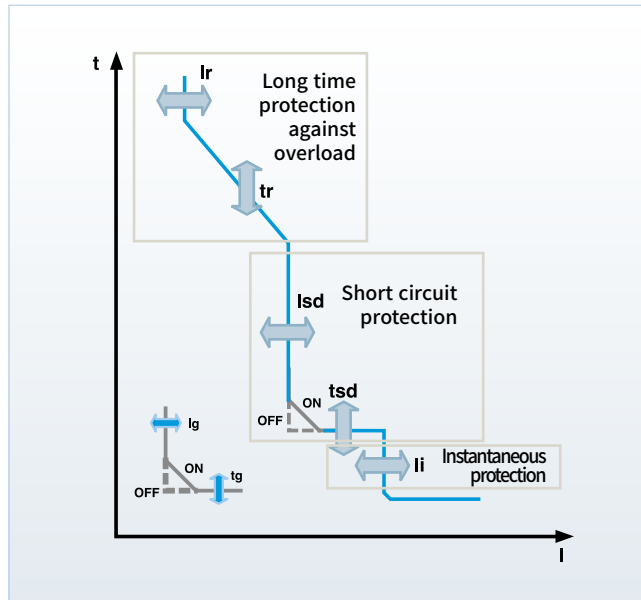 t
Ir
Long time
protection
against
overload
tr
Isd
Short circuit
protection
tsd
ON
OFF
Ig
ON
OFF
tg
Ii
Instantaneous
protection
I